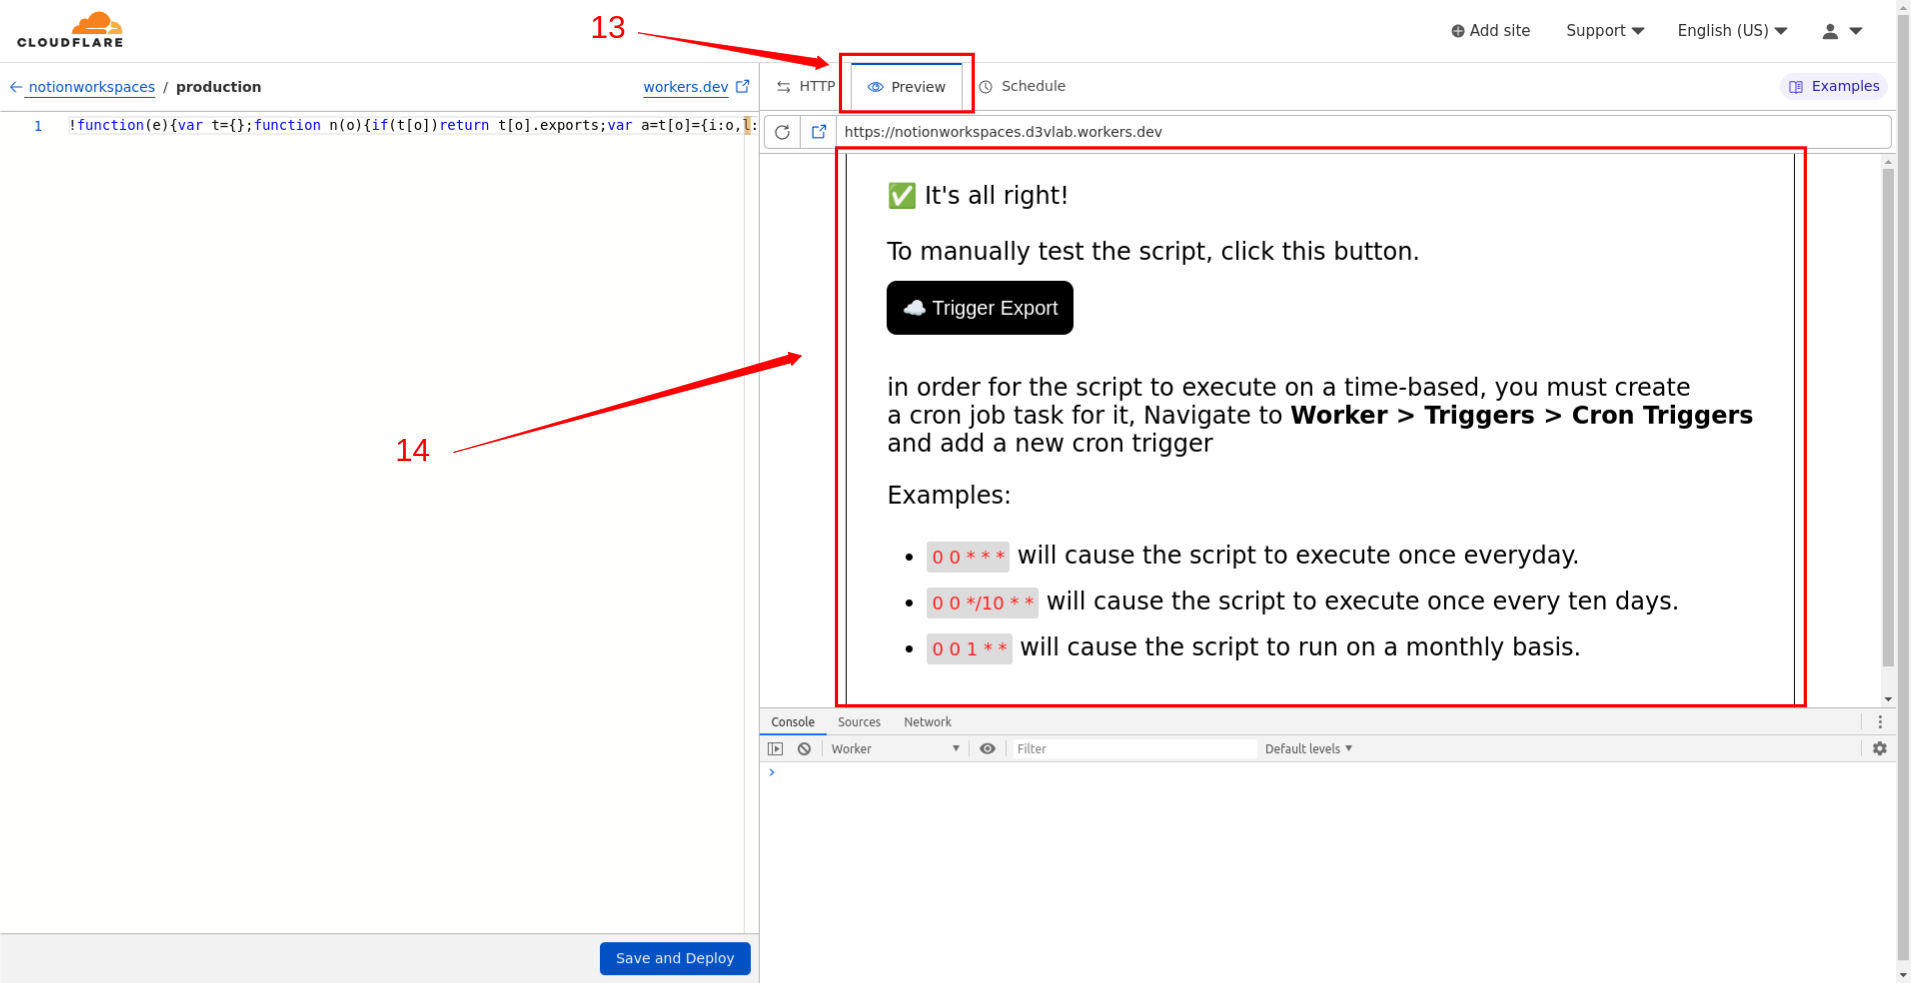 13
CLOUDFLARE
Add site
Support
English (US)
notionworkspaces / production
workers.dev
HTTP
Preview
Schedule
Examples
1
!function(e){var t={};function n(o){if(t[o])return t[o].exports;var a=t[o]={i:o,l:
https://notionworkspaces.d3vlab.workers.dev
✅ It's all right!
To manually test the script, click this button.
☁️ Trigger Export
in order for the script to execute on a time-based, you must create
a cron job task for it, Navigate to Worker > Triggers > Cron Triggers
and add a new cron trigger
14
Examples:
• 0 0 * * * will cause the script to execute once everyday.
• 0 0 */10 * * will cause the script to execute once every ten days.
• 0 0 1 * * will cause the script to run on a monthly basis.
Console
Sources
Network
Worker
Filter
Default levels
Save and Deploy